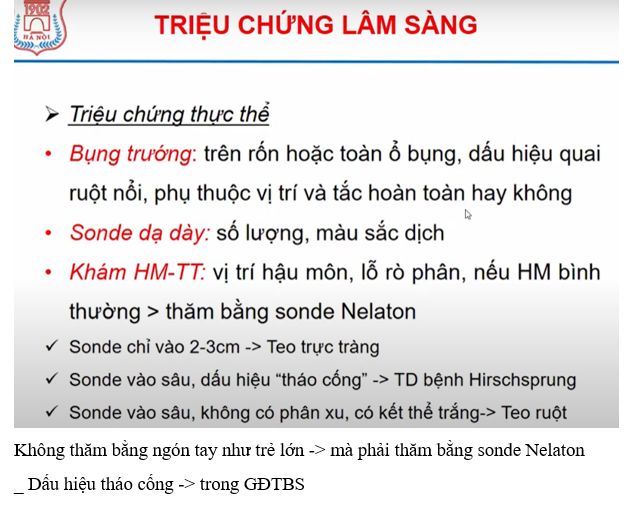 1902
HÀ NỘI
TRIỆU CHỨNG LÂM SÀNG
➢ Triệu chứng thực thể
• Bụng trướng: trên rốn hoặc toàn ổ bụng, dấu hiệu quai
ruột nổi, phụ thuộc vị trí và tắc hoàn toàn hay không
• Sonde dạ dày: số lượng, màu sắc dịch
• Khám HM-TT: vị trí hậu môn, lỗ rò phân, nếu HM bình
thường > thăm bằng sonde Nelaton
✓ Sonde chỉ vào 2-3cm -> Teo trực tràng
✓ Sonde vào sâu, dấu hiệu “tháo cống” -> TD bệnh Hirschsprung
✓ Sonde vào sâu, không có phân xu, có kết thể trắng-> Teo ruột
Không thăm bằng ngón tay như trẻ lớn -> mà phải thăm bằng sonde Nelaton
_ Dấu hiệu tháo cống -> trong GĐTBS